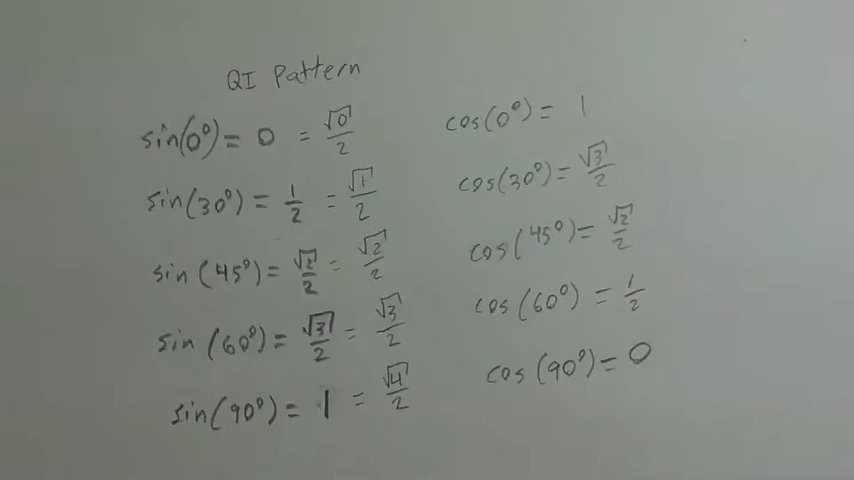 QI Pattern
sin(0°) = 0 = √0/2
cos(0°) = 1
sin(30°) = 1/2 = √1/2
cos(30°) = √3/2
sin(45°) = √2/2 = √2/2
cos(45°) = √2/2
sin(60°) = √3/2 = √3/2
cos(60°) = 1/2
sin(90°) = 1 = √4/2
cos(90°) = 0